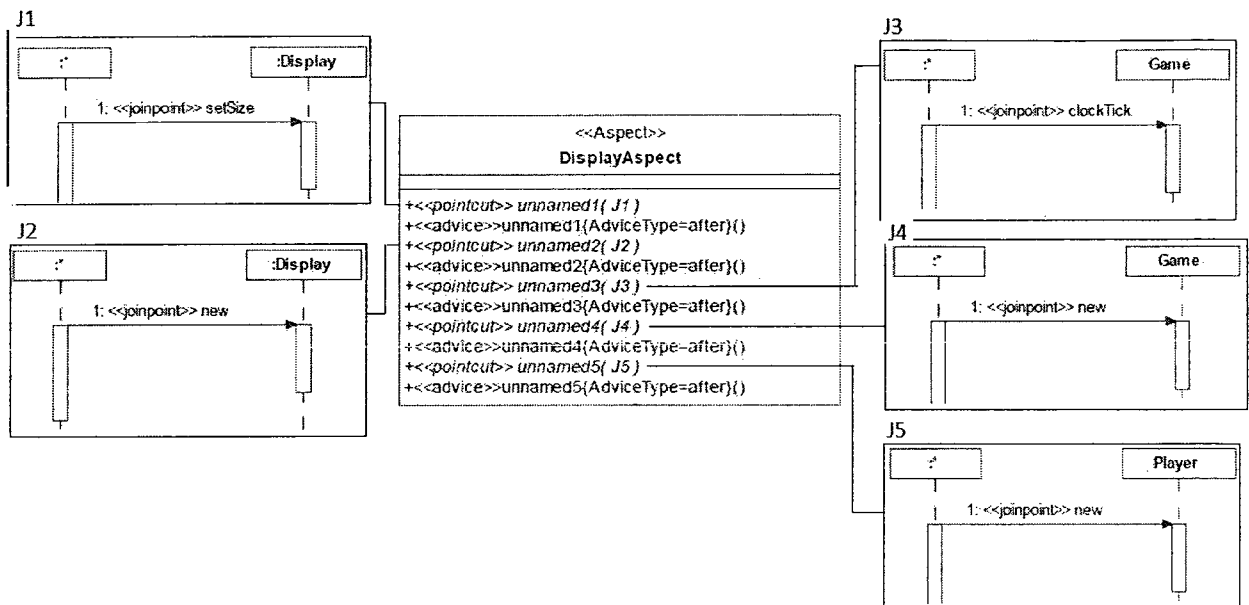 J1
:*
:Display
1: <<joinpoint>> setSize
J2
:*
:Display
1: <<joinpoint>> new
<<Aspect>>
DisplayAspect
+<<pointcut>> unnamed1( J1 )
+<<advice>>unnamed1{AdviceType=after}()
+<<pointcut>> unnamed2( J2 )
+<<advice>>unnamed2{AdviceType=after}()
+<<pointcut>> unnamed3( J3 )
+<<advice>>unnamed3{AdviceType=after}()
+<<pointcut>> unnamed4( J4 )
+<<advice>>unnamed4{AdviceType=after}()
+<<pointcut>> unnamed5( J5 )
+<<advice>>unnamed5{AdviceType=after}()
J3
:*
Game
1: <<joinpoint>> clockTick
J4
:*
Game
1: <<joinpoint>> new
J5
:*
Player
1: <<joinpoint>> new